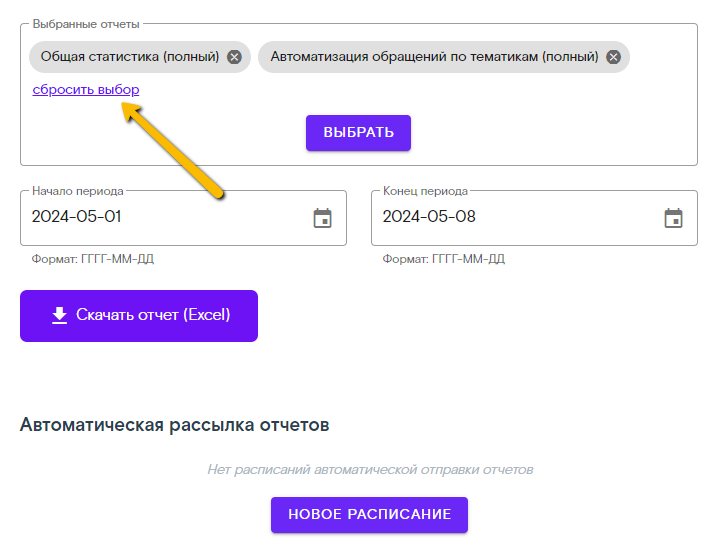 Выбранные отчеты
Общая статистика (полный) Автоматизация обращений по тематикам (полный)
сбросить выбор
ВЫБРАТЬ
Начало периода Конец периода
2024-05-01 2024-05-08
Формат: ГГГГ-ММ-ДД Формат: ГГГГ-ММ-ДД
Скачать отчет (Excel)
Автоматическая рассылка отчетов
Нет расписаний автоматической отправки отчетов
НОВОЕ РАСПИСАНИЕ